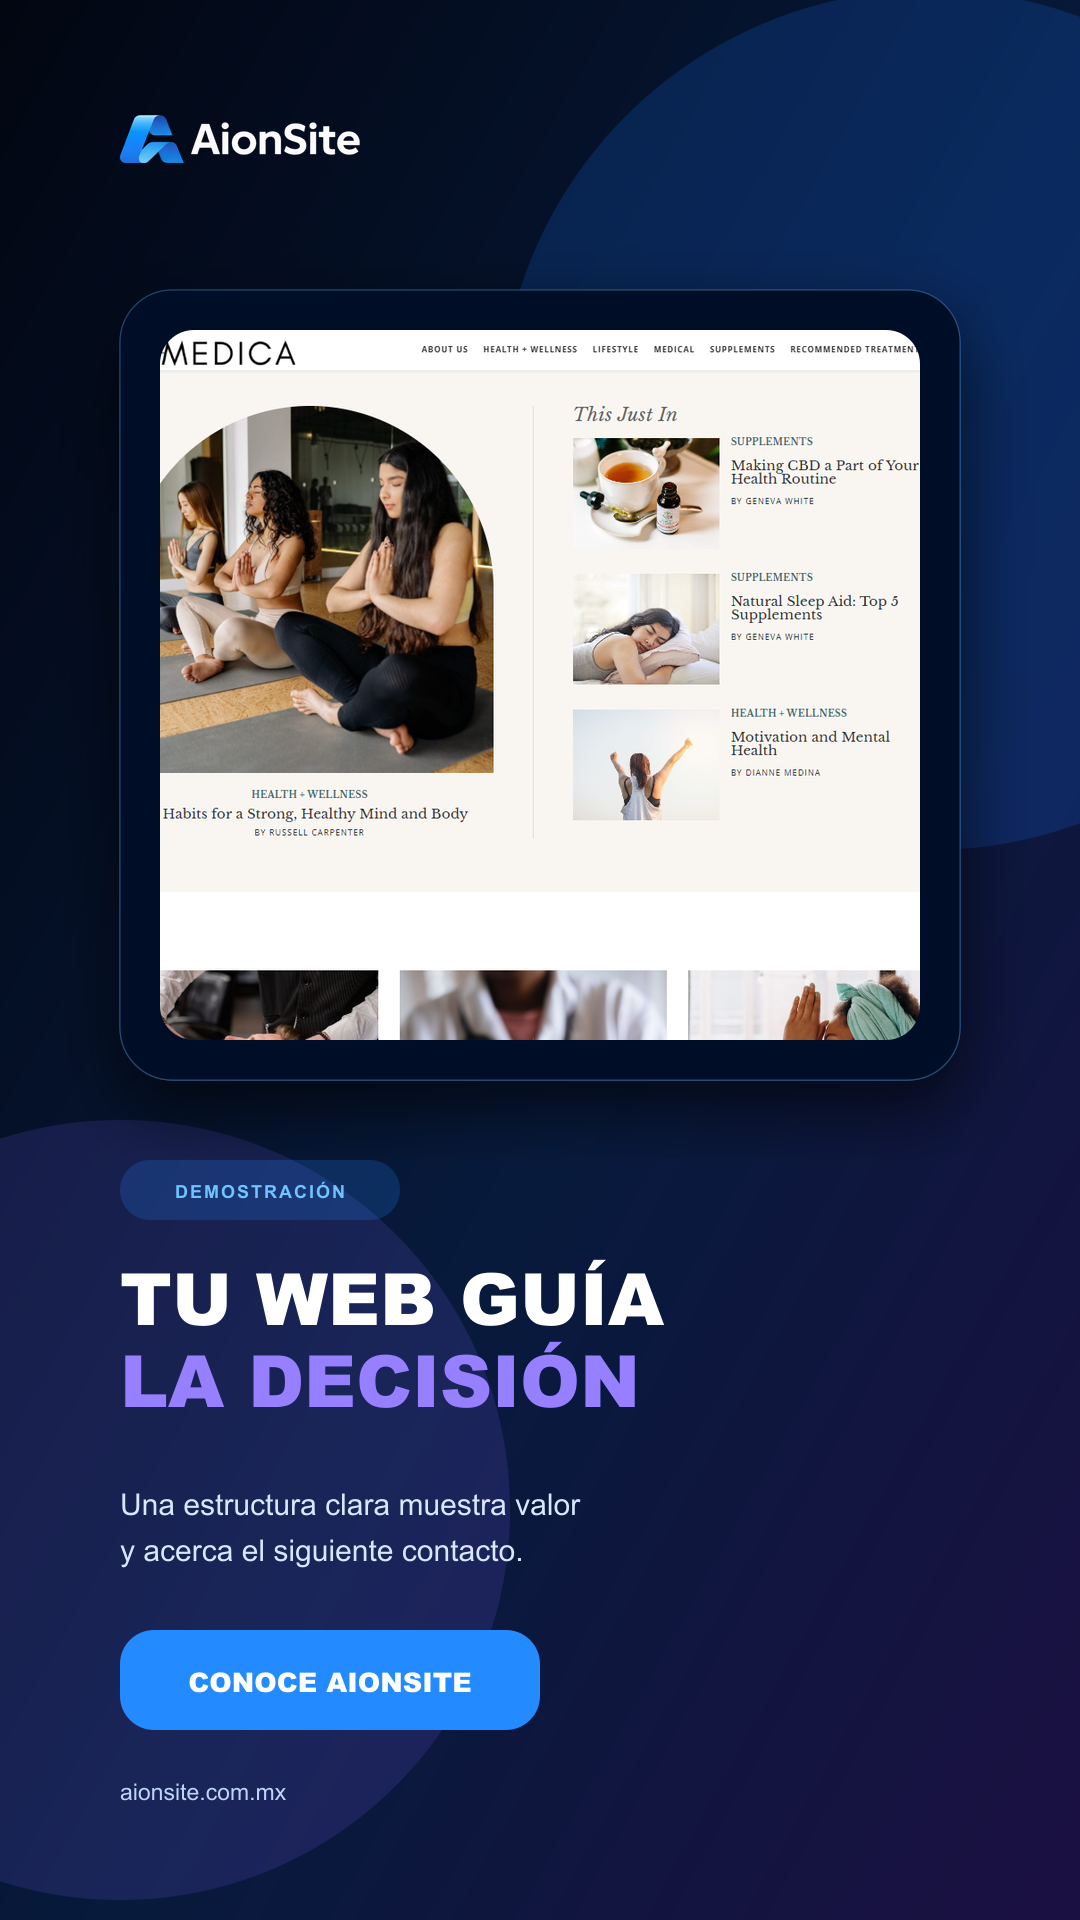 AionSite
MEDICA
ABOUT US HEALTH + WELLNESS LIFESTYLE MEDICAL SUPPLEMENTS RECOMMENDED TREATMENT
HEALTH + WELLNESS
Habits for a Strong, Healthy Mind and Body
BY RUSSELL CARPENTER
This Just In
SUPPLEMENTS
Making CBD a Part of Your
Health Routine
BY GENEVA WHITE
SUPPLEMENTS
Natural Sleep Aid: Top 5
Supplements
BY GENEVA WHITE
HEALTH + WELLNESS
Motivation and Mental
Health
BY DIANNE MEDINA
DEMOSTRACIÓN
TU WEB GUÍA
LA DECISIÓN
Una estructura clara muestra valor
y acerca el siguiente contacto.
CONOCE AIONSITE
aionsite.com.mx